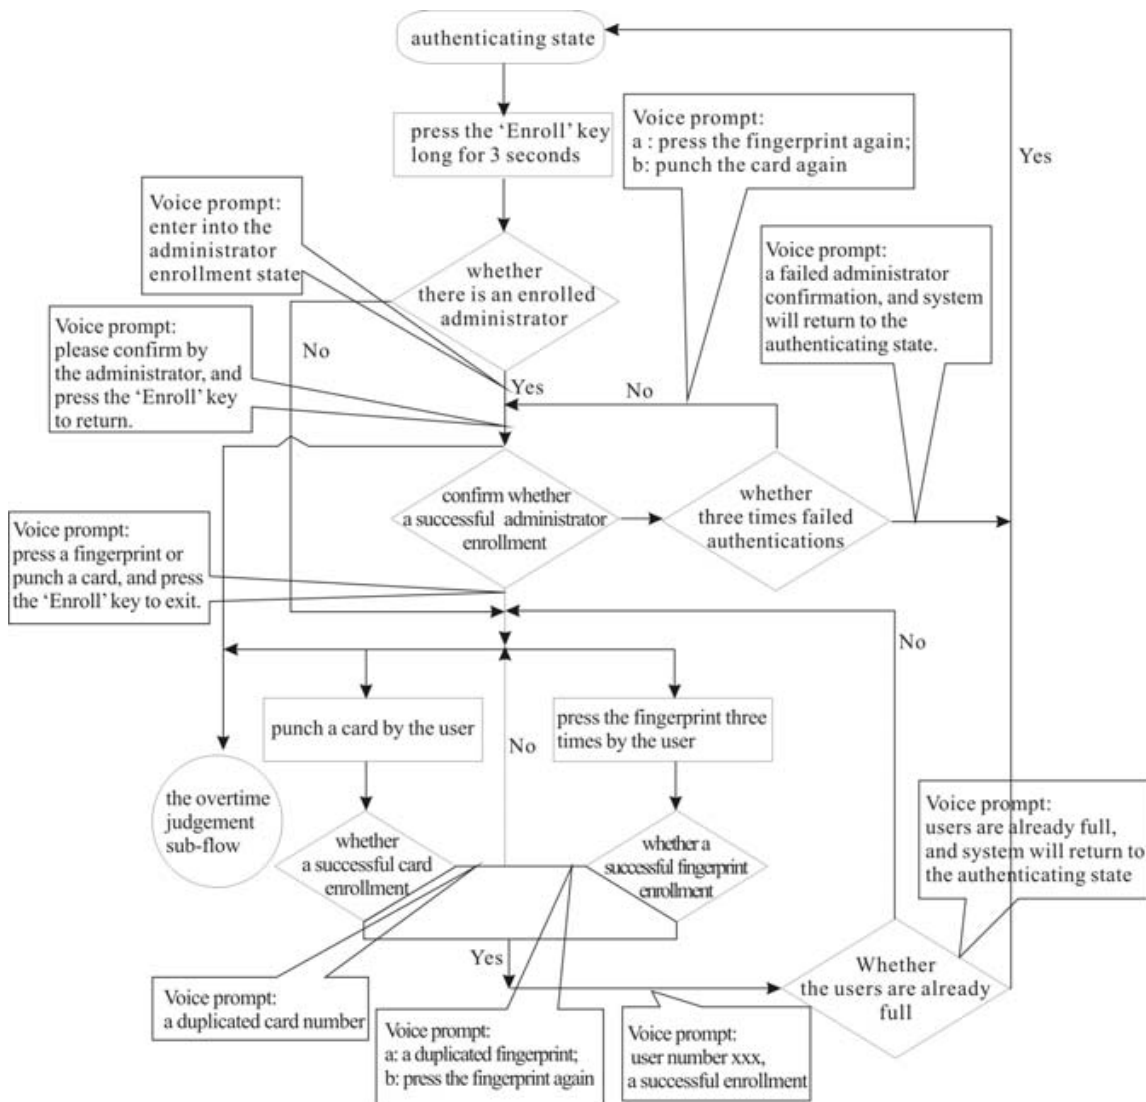 authenticating state
press the ‘Enroll’ key
long for 3 seconds
Voice prompt:
a : press the fingerprint again;
b: punch the card again
Yes
Voice prompt:
enter into the
administrator
enrollment state
whether
there is an enrolled
administrator
Voice prompt:
a failed administrator
confirmation, and system
will return to the
authenticating state.
Voice prompt:
please confirm by
the administrator, and
press the ‘Enroll’ key
to return.
No
Yes
No
confirm whether
a successful administrator
enrollment
whether
three times failed
authentications
Voice prompt:
press a fingerprint or
punch a card, and press
the ‘Enroll’ key to exit.
No
punch a card by the user
No
press the fingerprint three
times by the user
the overtime
judgement
sub-flow
whether
a successful card
enrollment
whether a
successful fingerprint
enrollment
Voice prompt:
users are already full,
and system will return to
the authenticating state
Yes
Whether
the users are already
full
Voice prompt:
a duplicated card number
Voice prompt:
a: a duplicated fingerprint;
b: press the fingerprint again
Voice prompt:
user number xxx,
a successful enrollment